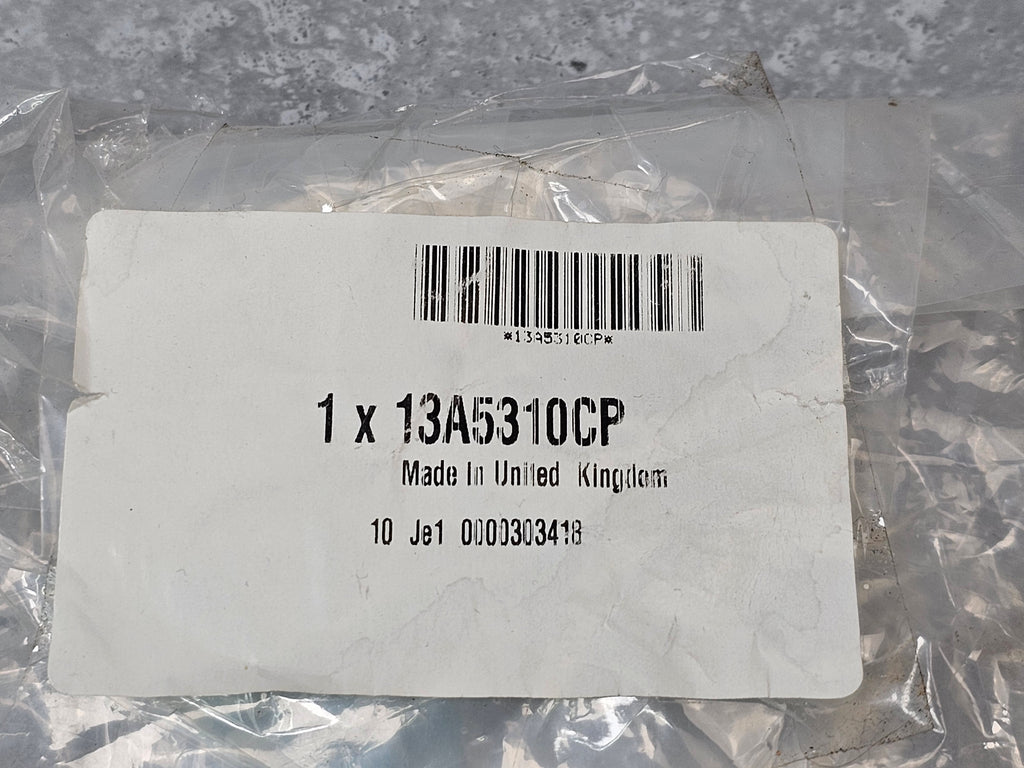 *13A5310CP*
1 x 13A5310CP
Made In United Kingdom
10 Je1 0000303418